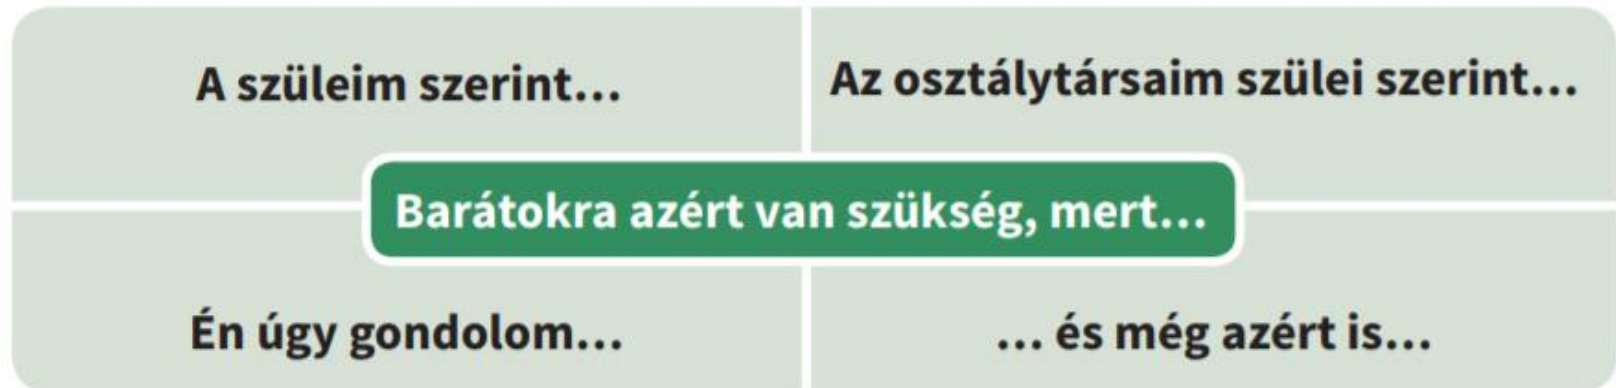 A szüleim szerint…
Az osztálytársaim szülei szerint…
Barátokra azért van szükség, mert…
Én úgy gondolom…
… és még azért is…